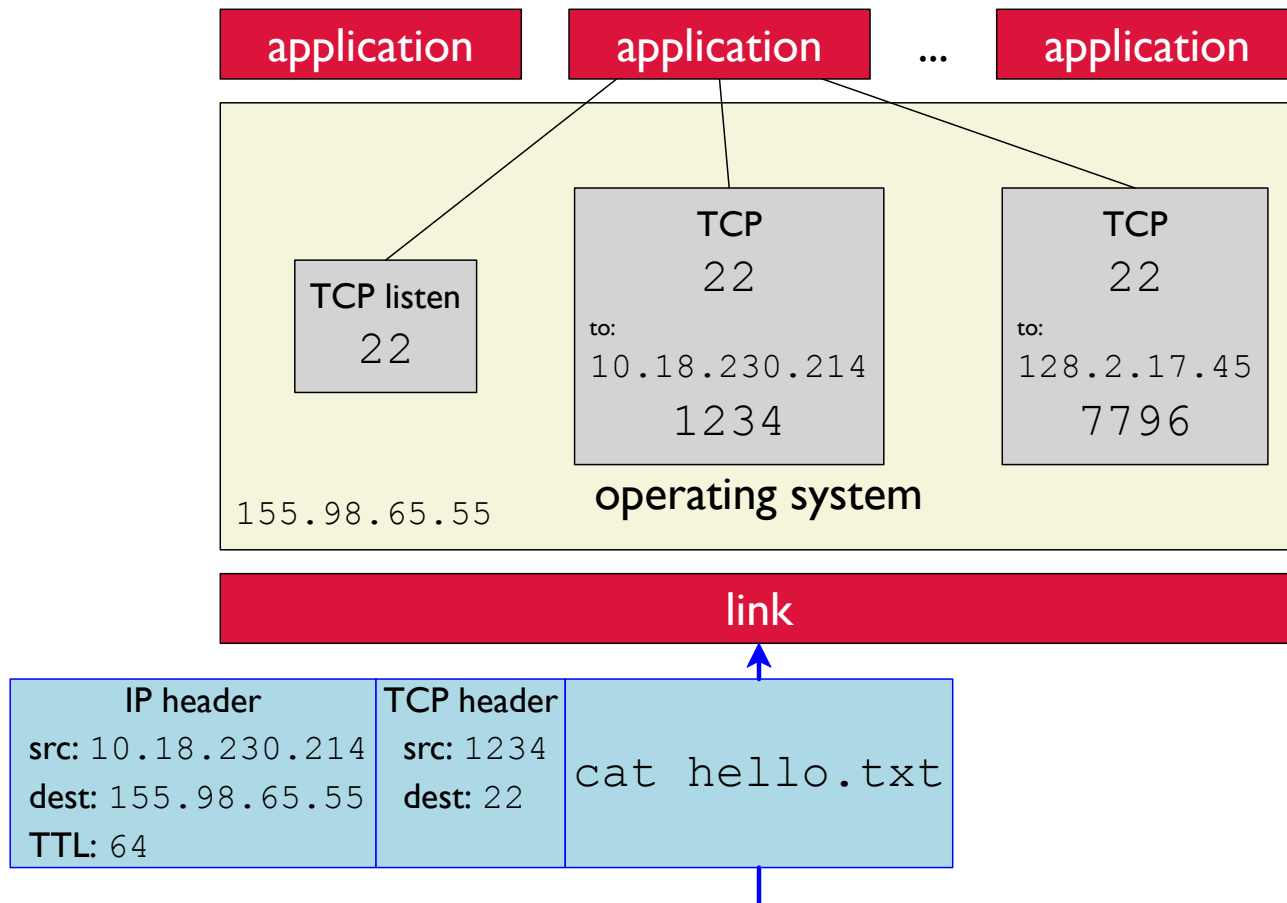 application
application
...
application
TCP listen
22
TCP
22
to:
10.18.230.214
1234
TCP
22
to:
128.2.17.45
7796
155.98.65.55
operating system
link
IP header
src: 10.18.230.214
dest: 155.98.65.55
TTL: 64
TCP header
src: 1234
dest: 22
cat hello.txt